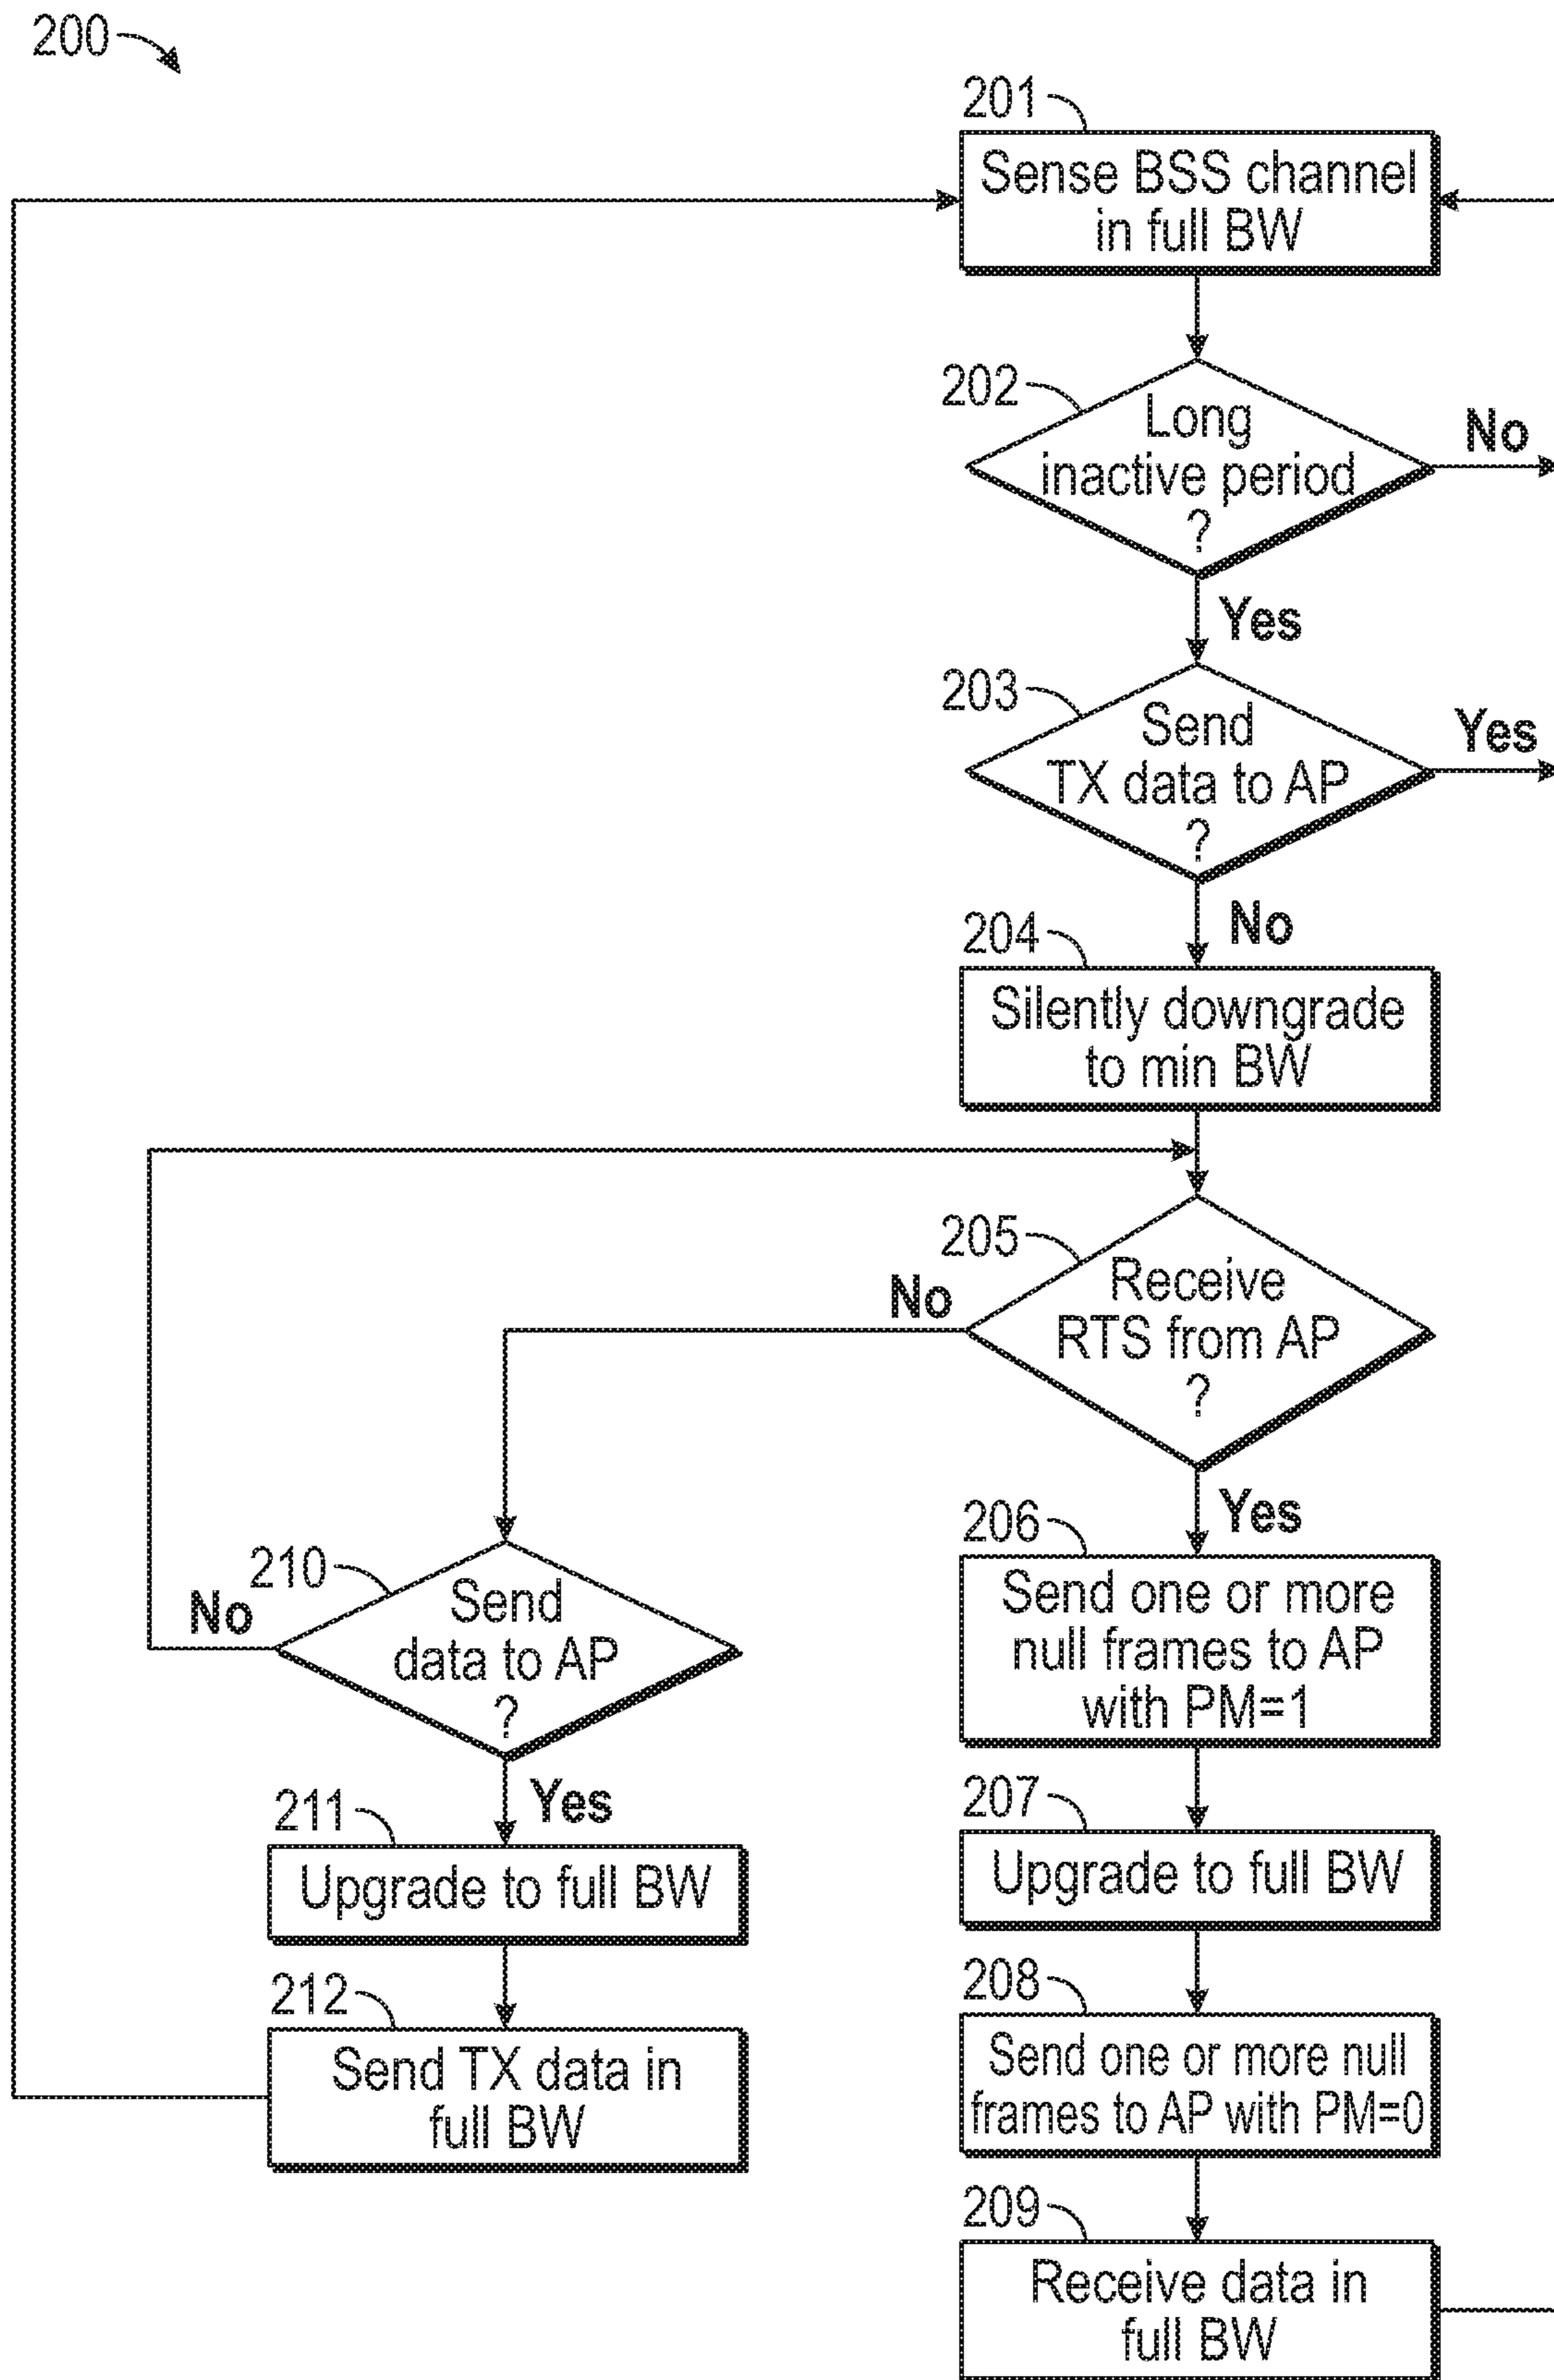 200
201
Sense BSS channel
in full BW
202
Long
inactive period
?
No
Yes
203
Send
TX data to AP
?
Yes
No
204
Silently downgrade
to min BW
205
Receive
RTS from AP
?
No
Yes
206
Send one or more
null frames to AP
with PM=1
210
Send
data to AP
?
No
Yes
207
Upgrade to full BW
211
Upgrade to full BW
208
Send one or more null
frames to AP with PM=0
212
Send TX data in
full BW
209
Receive data in
full BW